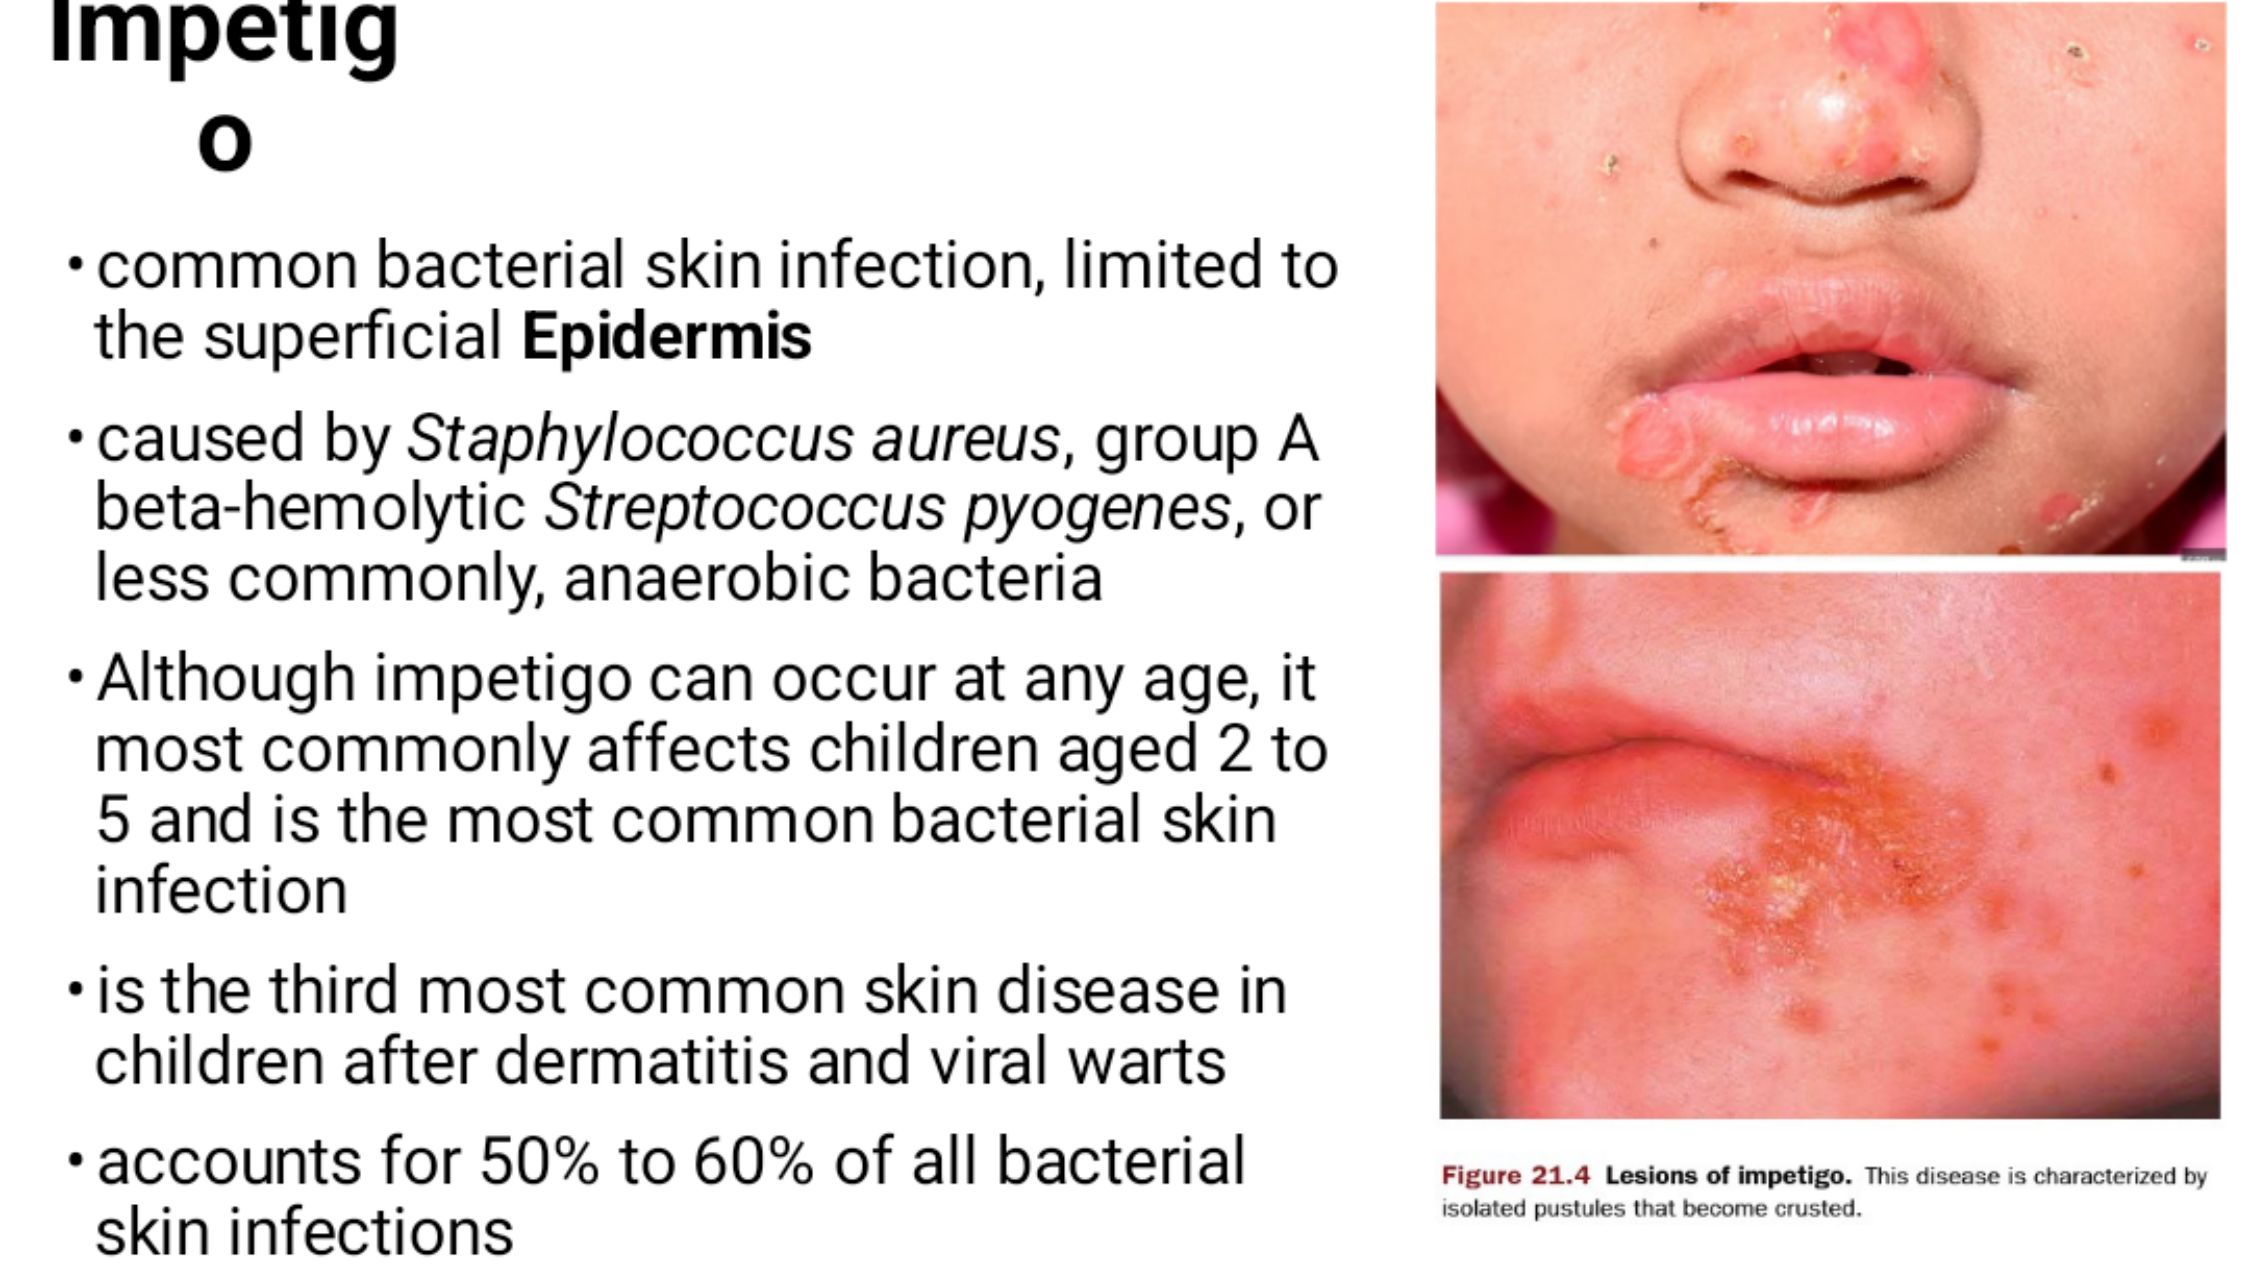 Impetig
o
• common bacterial skin infection, limited to
the superficial Epidermis
• caused by Staphylococcus aureus, group A
beta-hemolytic Streptococcus pyogenes, or
less commonly, anaerobic bacteria
• Although impetigo can occur at any age, it
most commonly affects children aged 2 to
5 and is the most common bacterial skin
infection
• is the third most common skin disease in
children after dermatitis and viral warts
• accounts for 50% to 60% of all bacterial
skin infections
Figure 21.4 Lesions of impetigo. This disease is characterized by
isolated pustules that become crusted.